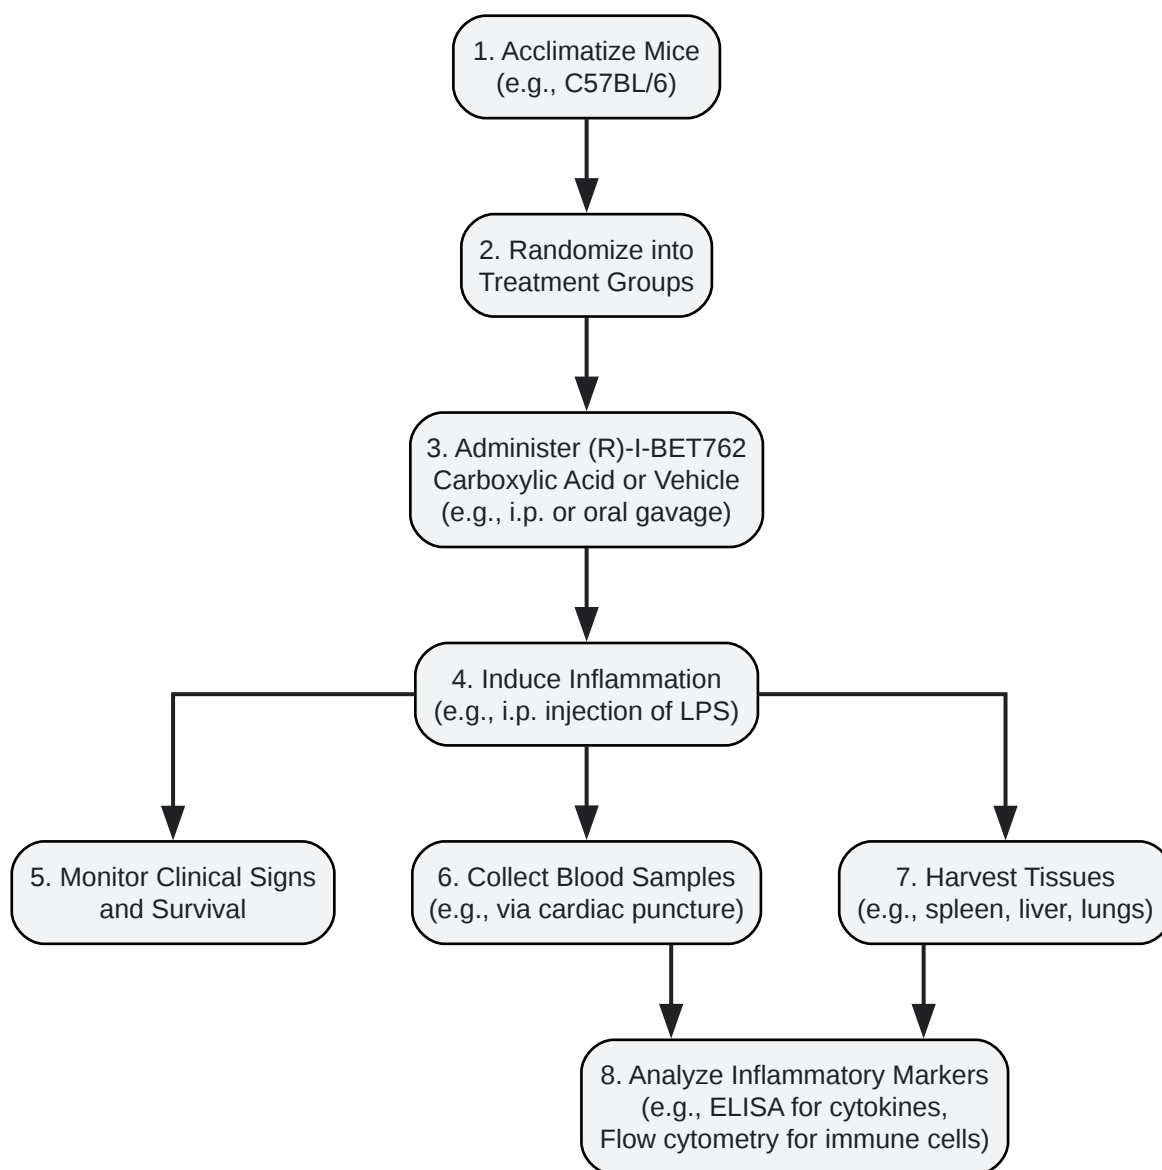 1. Acclimatize Mice
(e.g., C57BL/6)
2. Randomize into
Treatment Groups
3. Administer (R)-I-BET762
Carboxylic Acid or Vehicle
(e.g., i.p. or oral gavage)
4. Induce Inflammation
(e.g., i.p. injection of LPS)
5. Monitor Clinical Signs
and Survival
6. Collect Blood Samples
(e.g., via cardiac puncture)
7. Harvest Tissues
(e.g., spleen, liver, lungs)
8. Analyze Inflammatory Markers
(e.g., ELISA for cytokines,
Flow cytometry for immune cells)